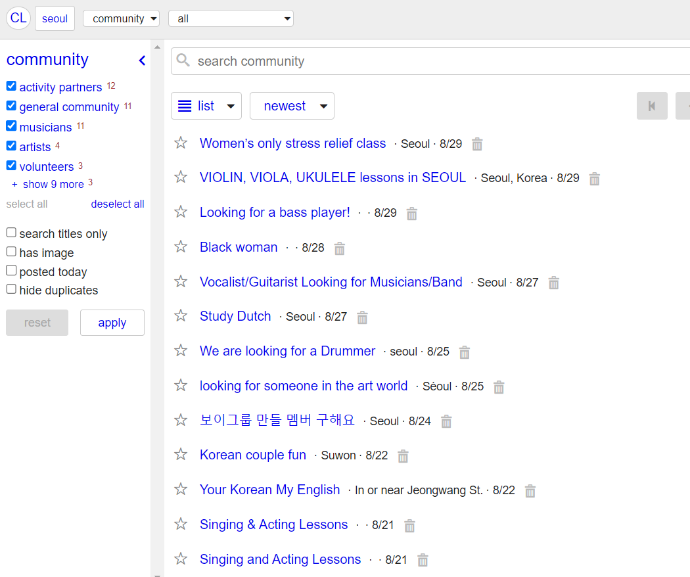 CL seoul community all
community
activity partners 12
general community 11
musicians 11
artists 4
volunteers 3
+ show 9 more 3
select all deselect all
search titles only
has image
posted today
hide duplicates
reset apply
search community
list newest
Women's only stress relief class · Seoul · 8/29
VIOLIN, VIOLA, UKULELE lessons in SEOUL · Seoul, Korea · 8/29
Looking for a bass player! · · 8/29
Black woman · · 8/28
Vocalist/Guitarist Looking for Musicians/Band · Seoul · 8/27
Study Dutch · Seoul · 8/27
We are looking for a Drummer · seoul · 8/25
looking for someone in the art world · Séoul · 8/25
보이그룹 만들 멤버 구해요 · Seoul · 8/24
Korean couple fun · Suwon · 8/22
Your Korean My English · In or near Jeongwang St. · 8/22
Singing & Acting Lessons · · 8/21
Singing and Acting Lessons · · 8/21